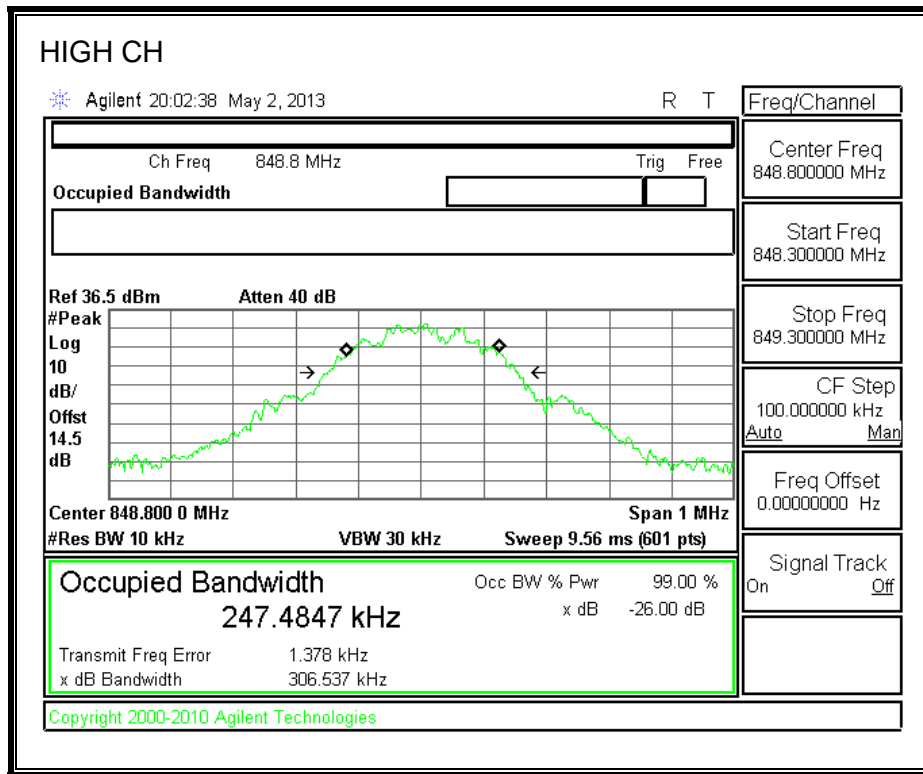 HIGH CH
Agilent 20:02:38 May 2, 2013 R T
Freq/Channel
Ch Freq 848.8 MHz Trig Free
Occupied Bandwidth
Center Freq
848.800000 MHz
Start Freq
848.300000 MHz
Stop Freq
849.300000 MHz
CF Step
100.000000 kHz
Auto Man
Freq Offset
0.00000000 Hz
Signal Track
On Off
Ref 36.5 dBm Atten 40 dB
#Peak
Log
10
dB/
Offst
14.5
dB
Center 848.800 0 MHz Span 1 MHz
#Res BW 10 kHz VBW 30 kHz Sweep 9.56 ms (601 pts)
Occupied Bandwidth Occ BW % Pwr 99.00 %
247.4847 kHz x dB -26.00 dB
Transmit Freq Error 1.378 kHz
x dB Bandwidth 306.537 kHz
Copyright 2000-2010 Agilent Technologies